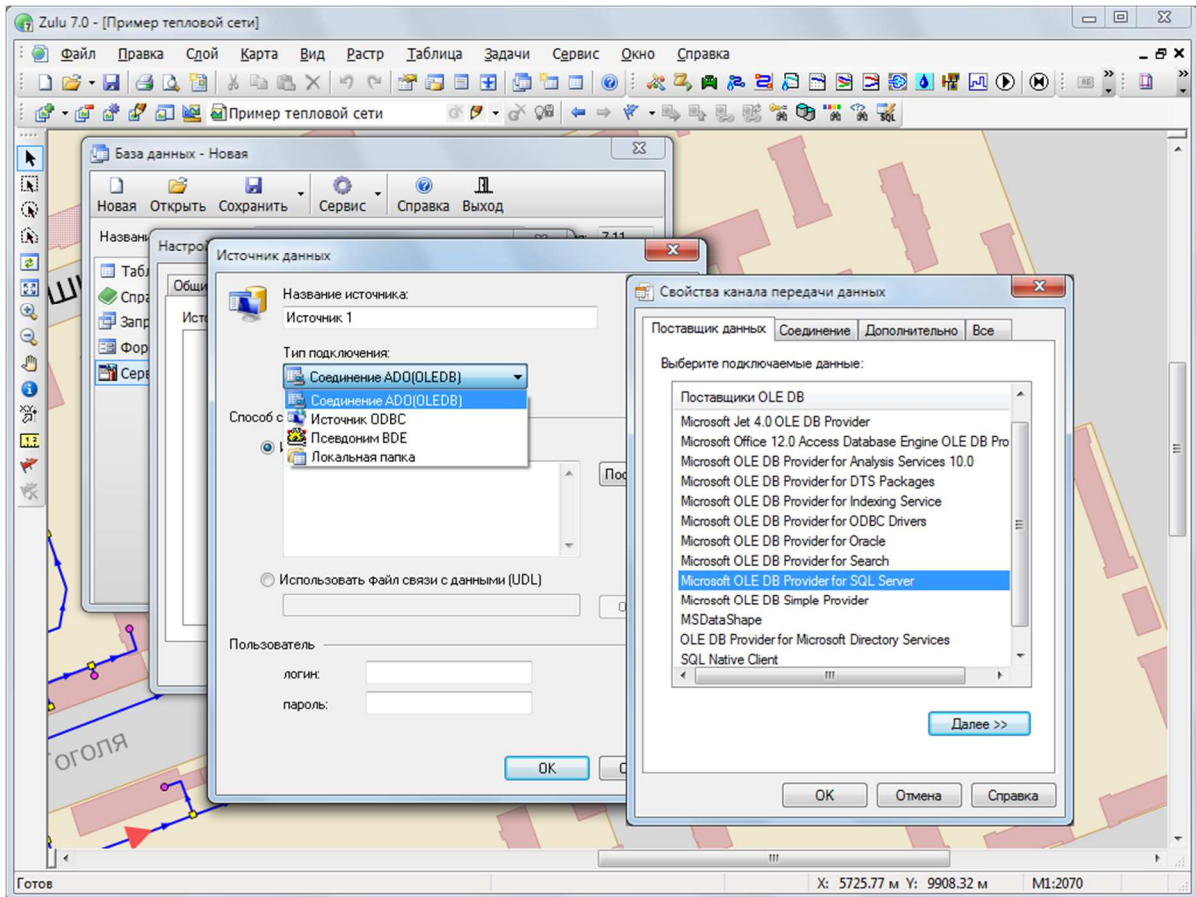 Zulu 7.0 - [Пример тепловой сети]
Файл Правка Слой Карта Вид Растр Таблица Задачи Сервис Окно Справка
Пример тепловой сети
База данных - Новая
Новая Открыть Сохранить Сервис Справка Выход
7.11
Источник данных
Название источника:
Источник 1
Тип подключения:
Соединение ADO(OLEDB)
Соединение ADO(OLEDB)
Источник ODBC
Псевдоним BDE
Локальная папка
Способ с
Использовать файл связи с данными (UDL)
Пользователь
логин:
пароль:
OK
Свойства канала передачи данных
Поставщик данных Соединение Дополнительно Все
Выберите подключаемые данные:
Поставщики OLE DB
Microsoft Jet 4.0 OLE DB Provider
Microsoft Office 12.0 Access Database Engine OLE DB Pro
Microsoft OLE DB Provider for Analysis Services 10.0
Microsoft OLE DB Provider for DTS Packages
Microsoft OLE DB Provider for Indexing Service
Microsoft OLE DB Provider for ODBC Drivers
Microsoft OLE DB Provider for Oracle
Microsoft OLE DB Provider for Search
Microsoft OLE DB Provider for SQL Server
Microsoft OLE DB Simple Provider
MSDataShape
OLE DB Provider for Microsoft Directory Services
SQL Native Client
Далее >>
OK Отмена Справка
оголя
Готов X: 5725.77 м Y: 9908.32 м М1:2070